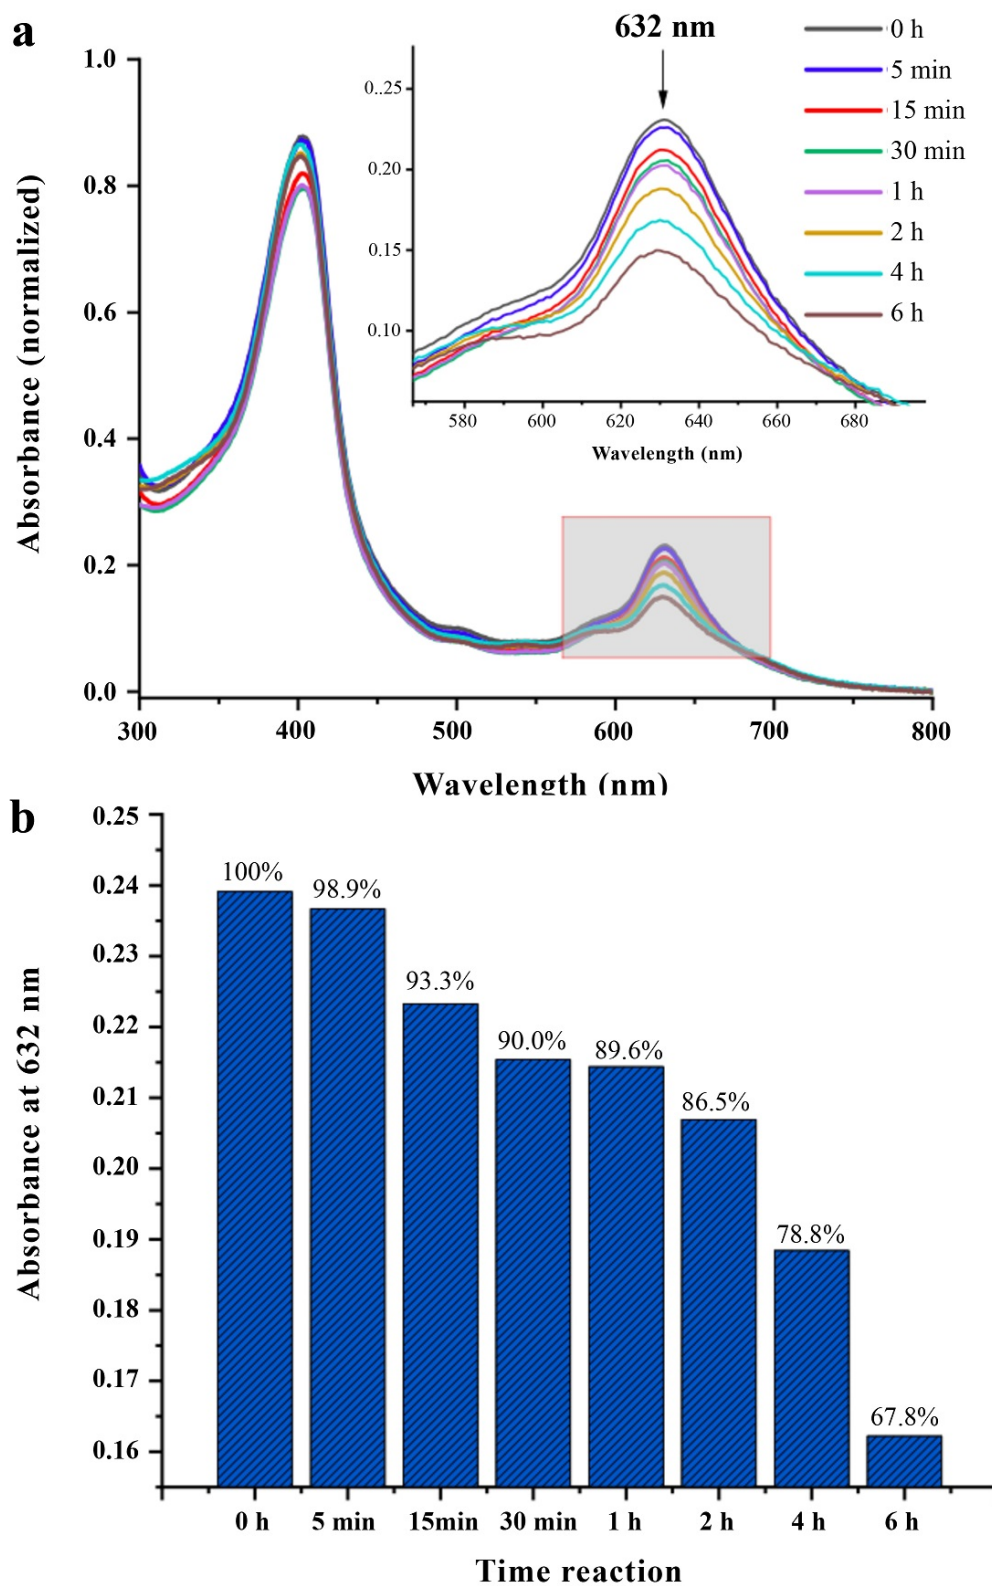 a
632 nm
0 h
5 min
15 min
30 min
1 h
2 h
4 h
6 h
0..25
0.20
0.15
0.10
580 600 620 640 660 680
Wavelength (nm)
1.0
0.8
0.6
0.4
0.2
0.0
Absorbance (normalized)
300 400 500 600 700 800
Wavelength (nm)
b
0.25
0.24
0.23
0.22
0.21
0.20
0.19
0.18
0.17
0.16
Absorbance at 632 nm
100%
98.9%
93.3%
90.0%
89.6%
86.5%
78.8%
67.8%
0 h 5 min 15min 30 min 1 h 2 h 4 h 6 h
Time reaction